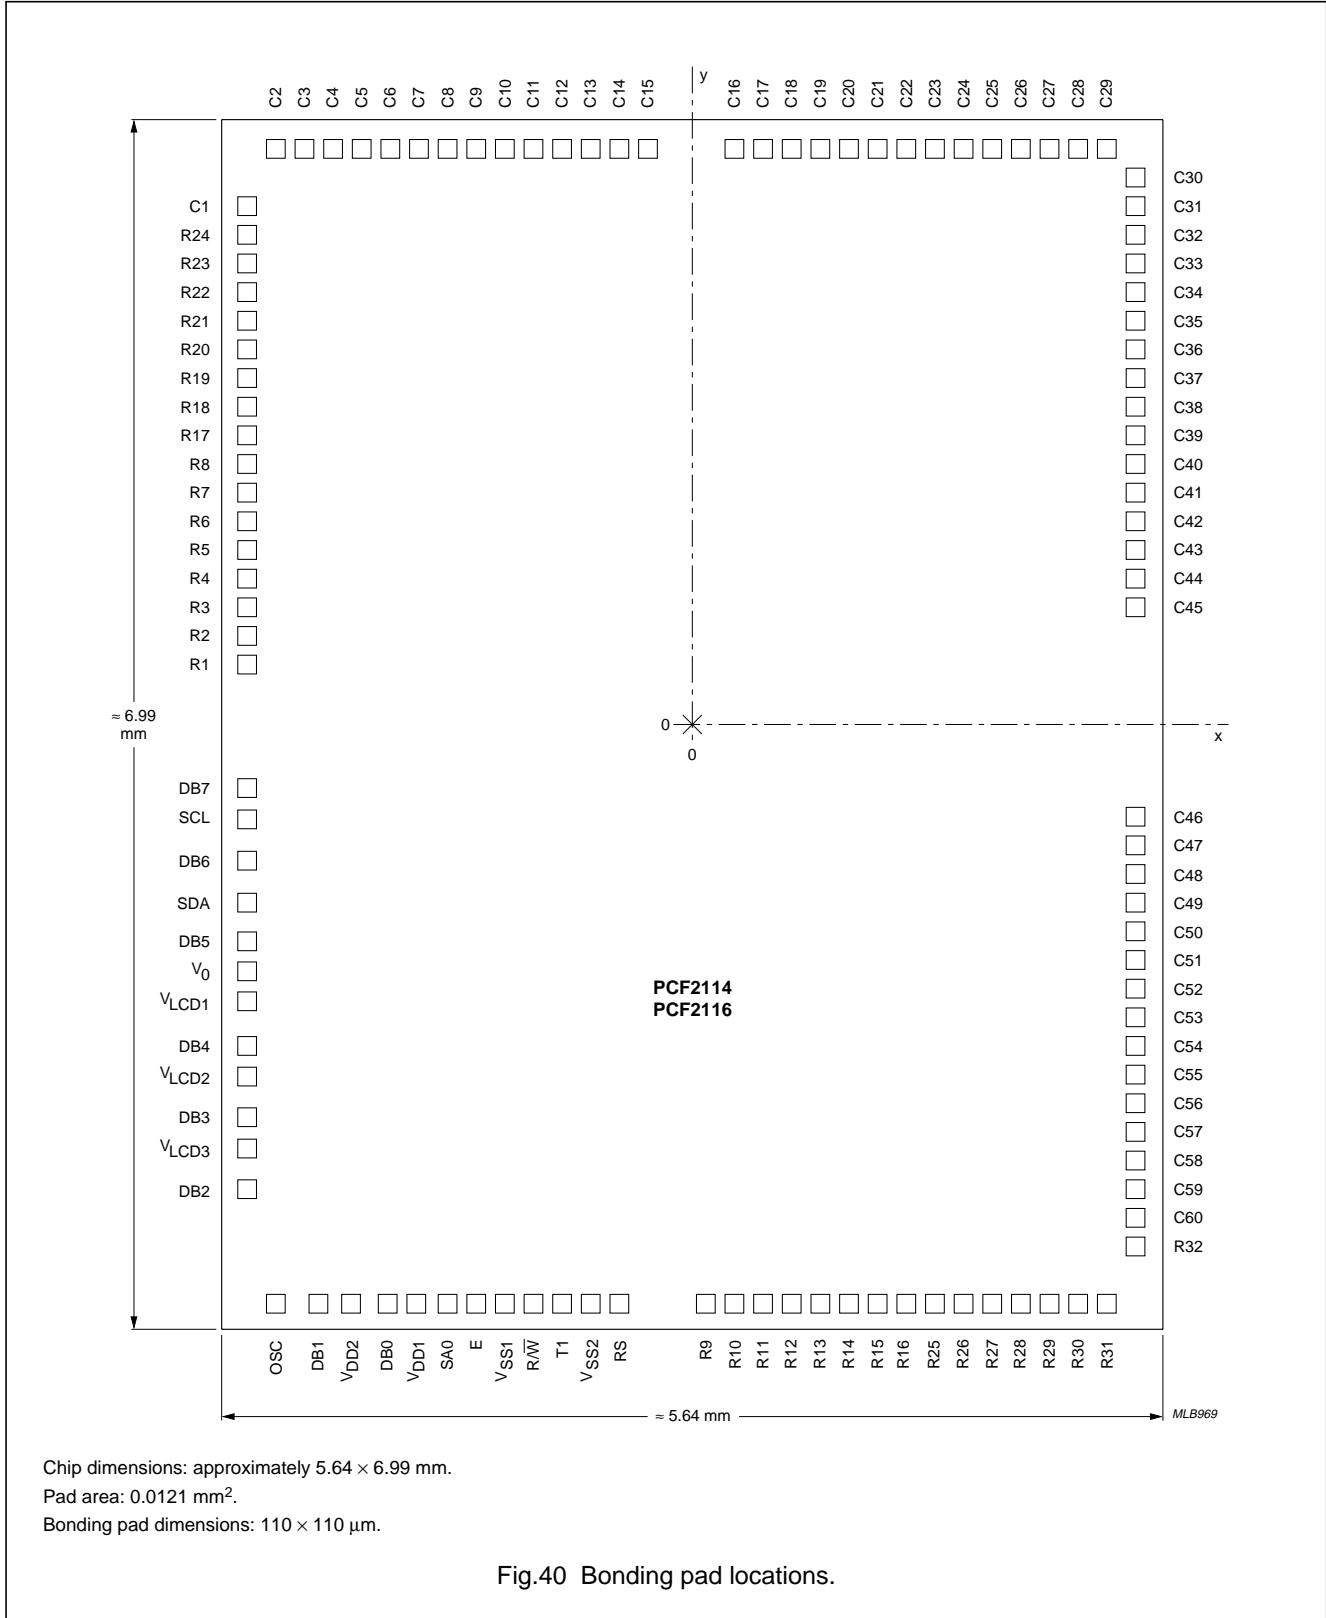 C2 C3 C4 C5 C6 C7 C8 C9 C10 C11 C12 C13 C14 C15 y C16 C17 C18 C19 C20 C21 C22 C23 C24 C25 C26 C27 C28 C29
C30
C1 C31
R24 C32
R23 C33
R22 C34
R21 C35
R20 C36
R19 C37
R18 C38
R17 C39
R8 C40
R7 C41
R6 C42
R5 C43
R4 C44
R3 C45
R2
R1
≈ 6.99
mm
0
x
0
DB7
SCL C46
C47
DB6
C48
SDA C49
DB5 C50
V0 C51
PCF2114 C52
VLCD1
PCF2116 C53
DB4 C54
VLCD2 C55
C56
DB3
C57
VLCD3 C58
DB2 C59
C60
R32
OSC DB1 VDD2 DB0 VDD1 SA0 E VSS1 R/W̅ T1 VSS2 RS R9 R10 R11 R12 R13 R14 R15 R16 R25 R26 R27 R28 R29 R30 R31
≈ 5.64 mm
MLB969
Chip dimensions: approximately 5.64 × 6.99 mm.
Pad area: 0.0121 mm².
Bonding pad dimensions: 110 × 110 µm.
Fig.40 Bonding pad locations.